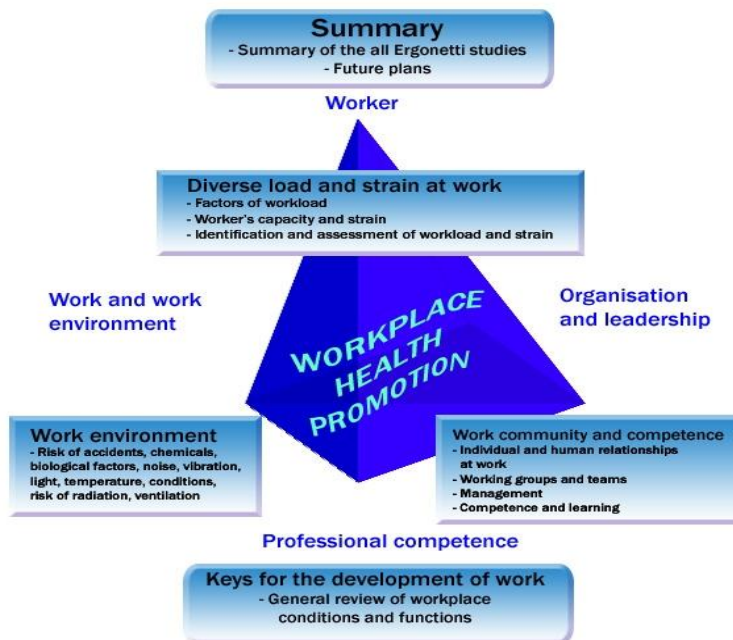 Summary
- Summary of the all Ergonetti studies
- Future plans
Worker
Diverse load and strain at work
- Factors of workload
- Worker's capacity and strain
- Identification and assessment of workload and strain
Work and work
environment
Organisation
and leadership
WORKPLACE
HEALTH
PROMOTION
Work environment
- Risk of accidents, chemicals,
biological factors, noise, vibration,
light, temperature, conditions,
risk of radiation, ventilation
Work community and competence
- Individual and human relationships
at work
- Working groups and teams
- Management
- Competence and learning
Professional competence
Keys for the development of work
- General review of workplace
conditions and functions